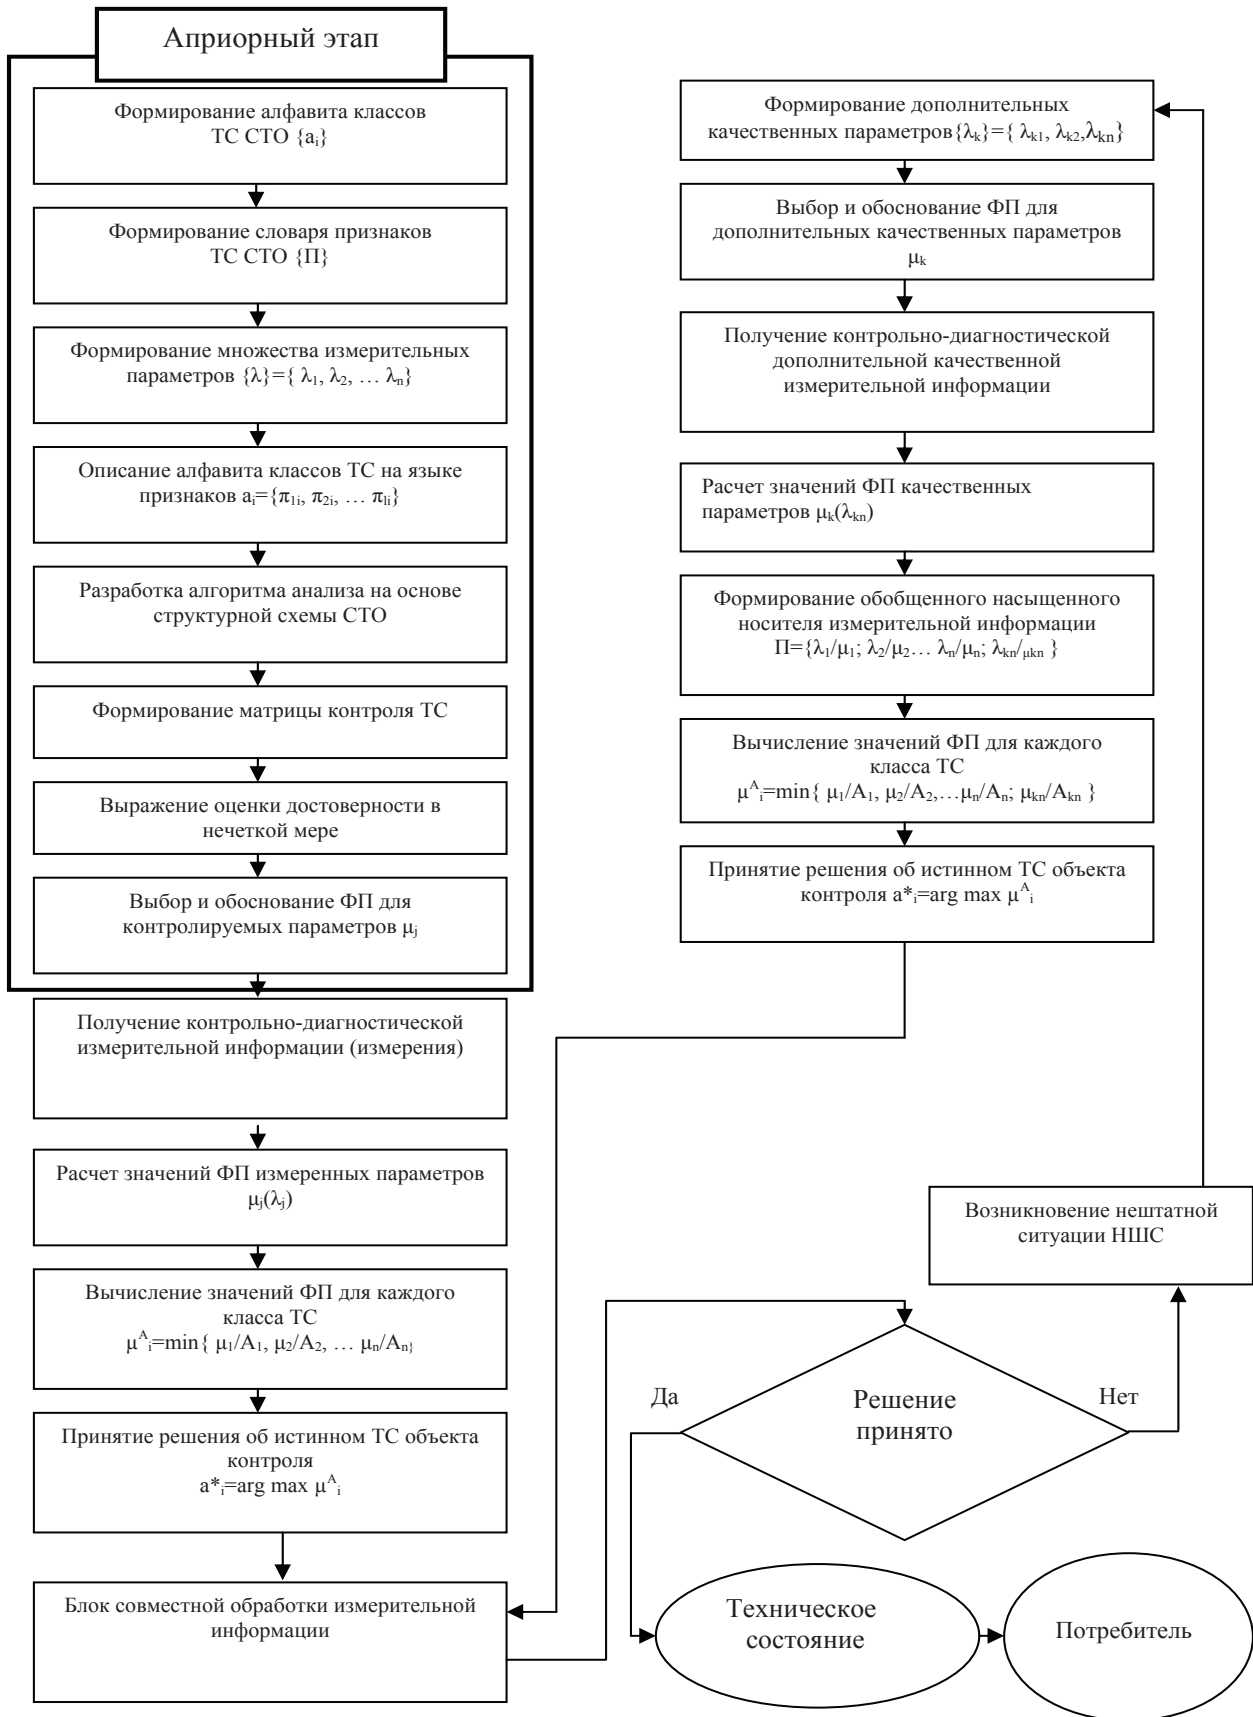 Априорный этап
Формирование алфавита классов
ТС СТО {aᵢ}
Формирование словаря признаков
ТС СТО {П}
Формирование множества измерительных
параметров {λ}={ λ₁, λ₂, … λₙ}
Описание алфавита классов ТС на языке
признаков aᵢ={π₁ᵢ, π₂ᵢ, … πₗᵢ}
Разработка алгоритма анализа на основе
структурной схемы СТО
Формирование матрицы контроля ТС
Выражение оценки достоверности в
нечеткой мере
Выбор и обоснование ФП для
контролируемых параметров μⱼ
Получение контрольно-диагностической
измерительной информации (измерения)
Расчет значений ФП измеренных параметров
μⱼ(λⱼ)
Вычисление значений ФП для каждого
класса ТС
μᴬᵢ=min{ μ₁/A₁, μ₂/A₂, … μₙ/Aₙ}
Принятие решения об истинном ТС объекта
контроля
a*ᵢ=arg max μᴬᵢ
Блок совместной обработки измерительной
информации
Формирование дополнительных
качественных параметров{λₖ}={ λₖ₁, λₖ₂,λₖₙ}
Выбор и обоснование ФП для
дополнительных качественных параметров
μₖ
Получение контрольно-диагностической
дополнительной качественной
измерительной информации
Расчет значений ФП качественных
параметров μₖ(λₖₙ)
Формирование обобщенного насыщенного
носителя измерительной информации
П={λ₁/μ₁; λ₂/μ₂… λₙ/μₙ; λₖₙ/μₖₙ }
Вычисление значений ФП для каждого
класса ТС
μᴬᵢ=min{ μ₁/A₁, μ₂/A₂,…μₙ/Aₙ; μₖₙ/Aₖₙ }
Принятие решения об истинном ТС объекта
контроля a*ᵢ=arg max μᴬᵢ
Возникновение нештатной
ситуации НШС
Да
Решение
принято
Нет
Техническое
состояние
Потребитель